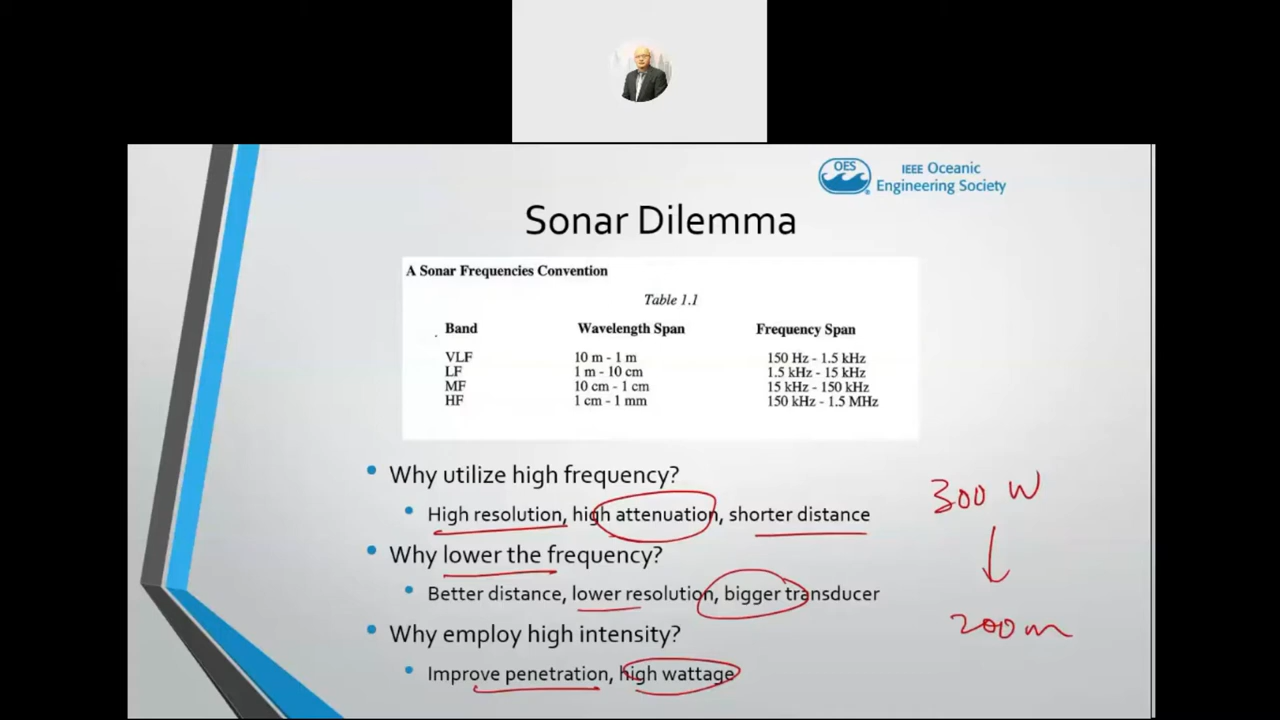 OES
IEEE Oceanic
Engineering Society
Sonar Dilemma
A Sonar Frequencies Convention
Table 1.1
Band Wavelength Span Frequency Span
VLF 10 m - 1 m 150 Hz - 1.5 kHz
LF 1 m - 10 cm 1.5 kHz - 15 kHz
MF 10 cm - 1 cm 15 kHz - 150 kHz
HF 1 cm - 1 mm 150 kHz - 1.5 MHz
• Why utilize high frequency?
• High resolution, high attenuation, shorter distance
• Why lower the frequency?
• Better distance, lower resolution, bigger transducer
• Why employ high intensity?
• Improve penetration, high wattage
300 W
200m